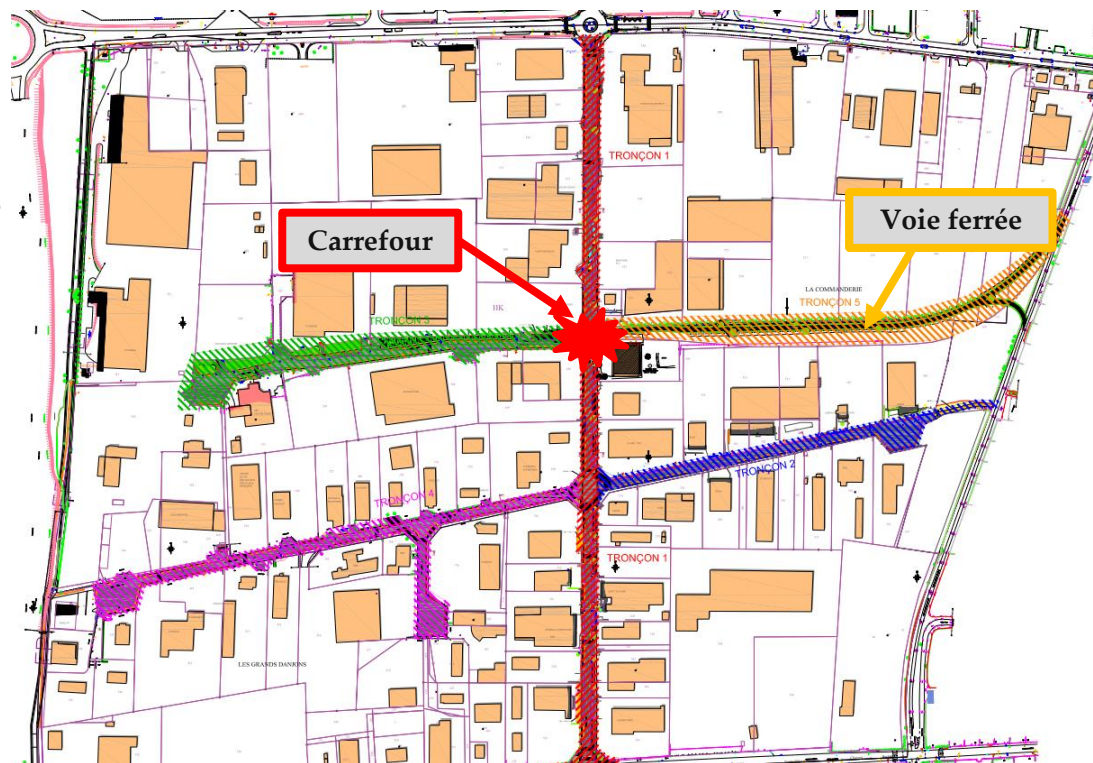 TRONÇON 1
Carrefour
Voie ferrée
LA COMMANDERIE
TRONÇON 5
HK
TRONÇON 3
TRONÇON 2
TRONÇON 4
TRONÇON 1
LES GRANDS DANJONS